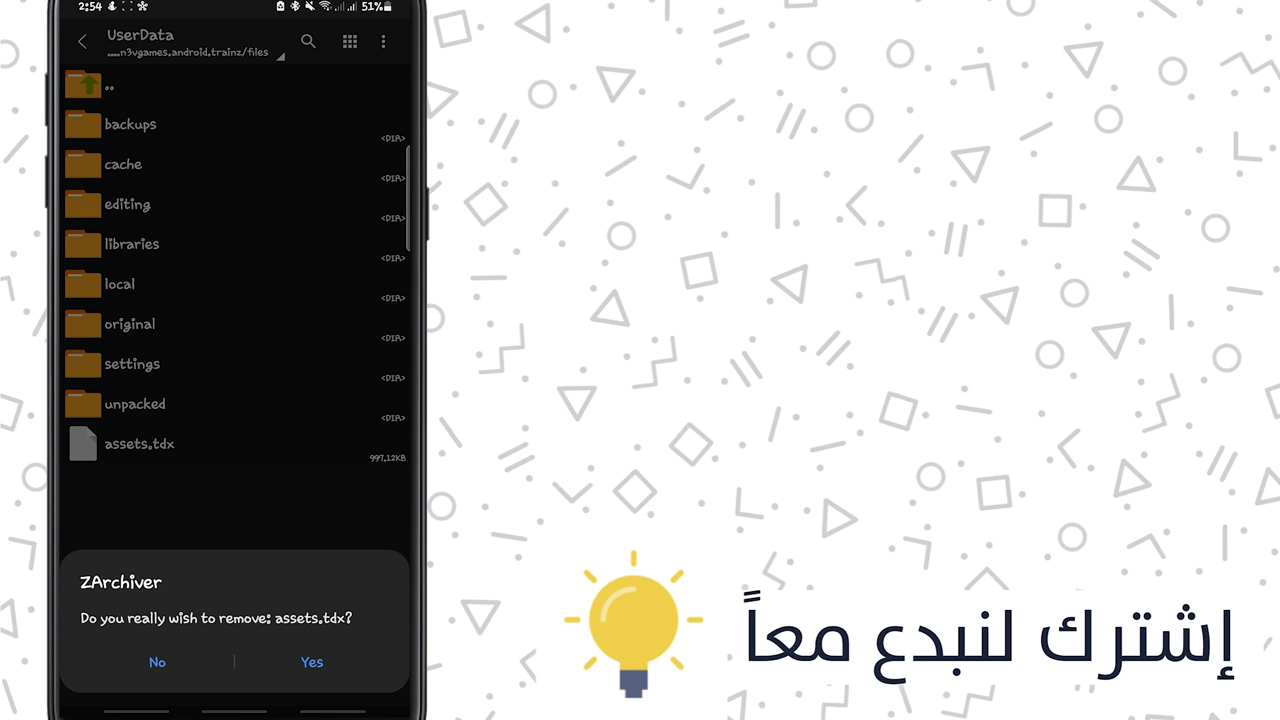 2:54
51%
UserData
....n3vgames.android.trainz/files
..
backups
<DIR>
cache
<DIR>
editing
<DIR>
libraries
<DIR>
local
<DIR>
original
<DIR>
settings
<DIR>
unpacked
<DIR>
assets.tdx
997.12KB
ZArchiver
Do you really wish to remove: assets.tdx?
No
Yes
إشترك لنبدع معاً